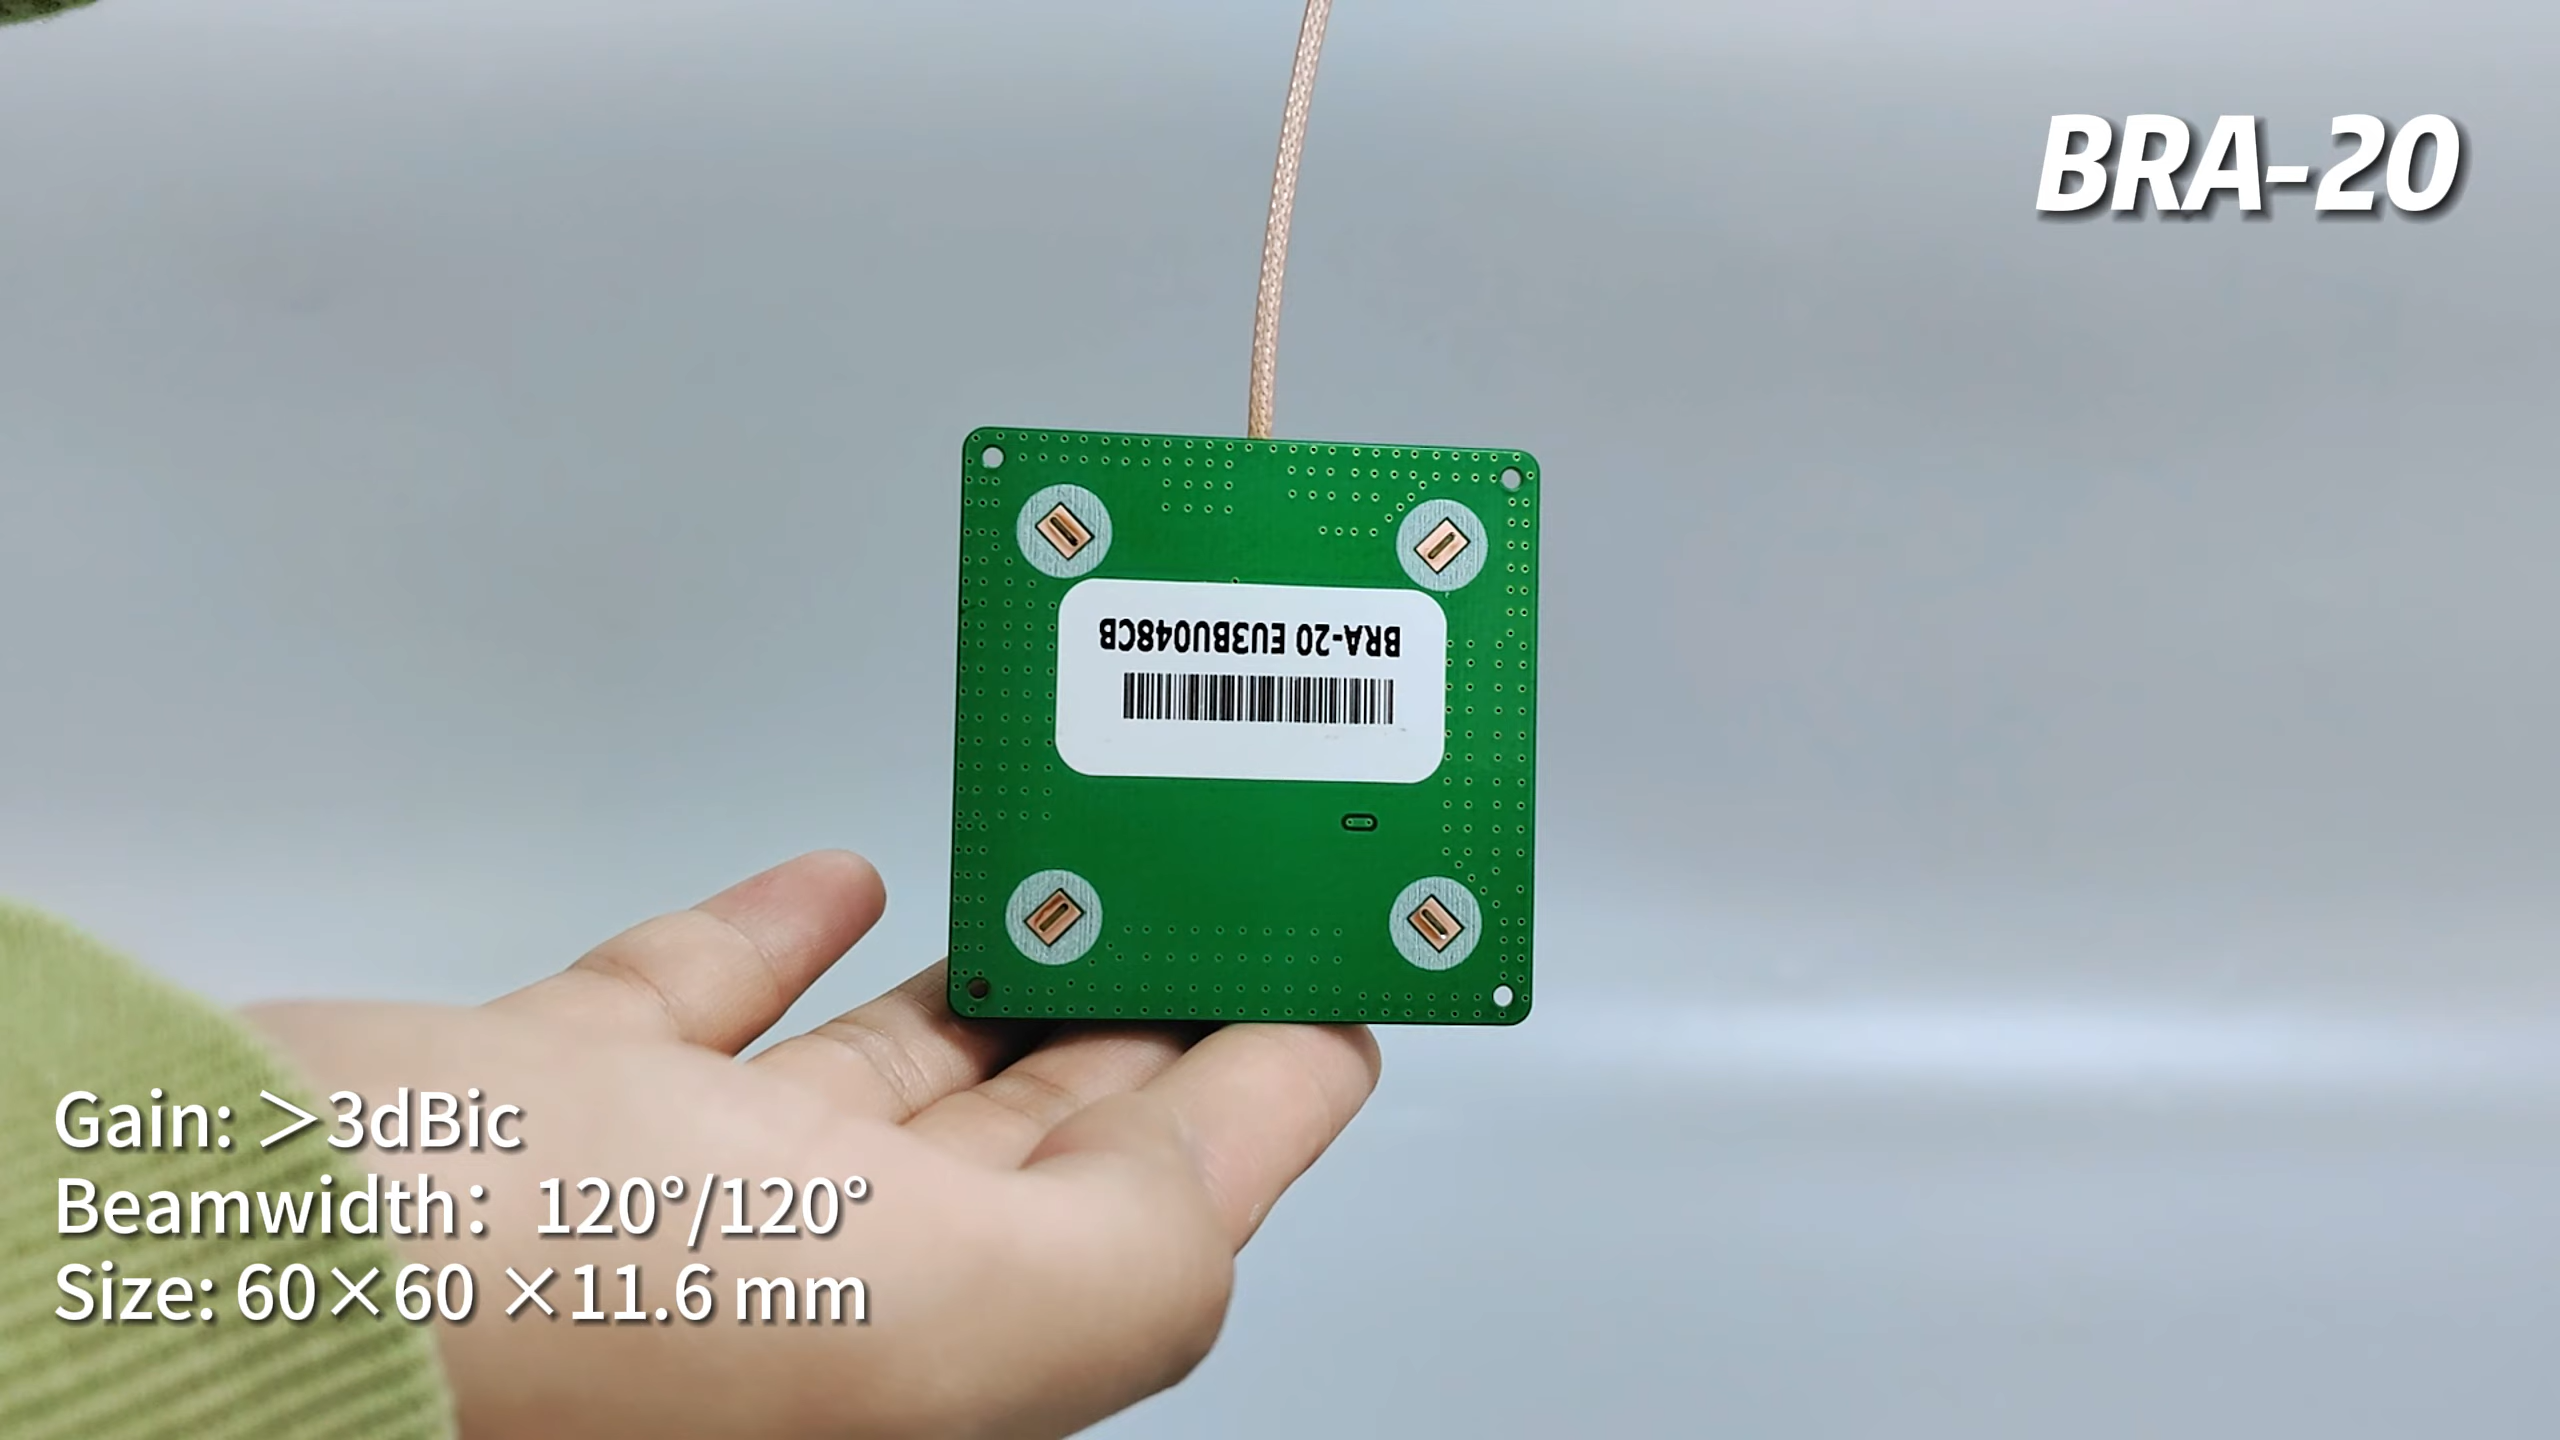 BRA-20
BRA-20 EU3BU048CB
Gain: >3dBic
Beamwidth: 120°/120°
Size: 60×60 ×11.6 mm